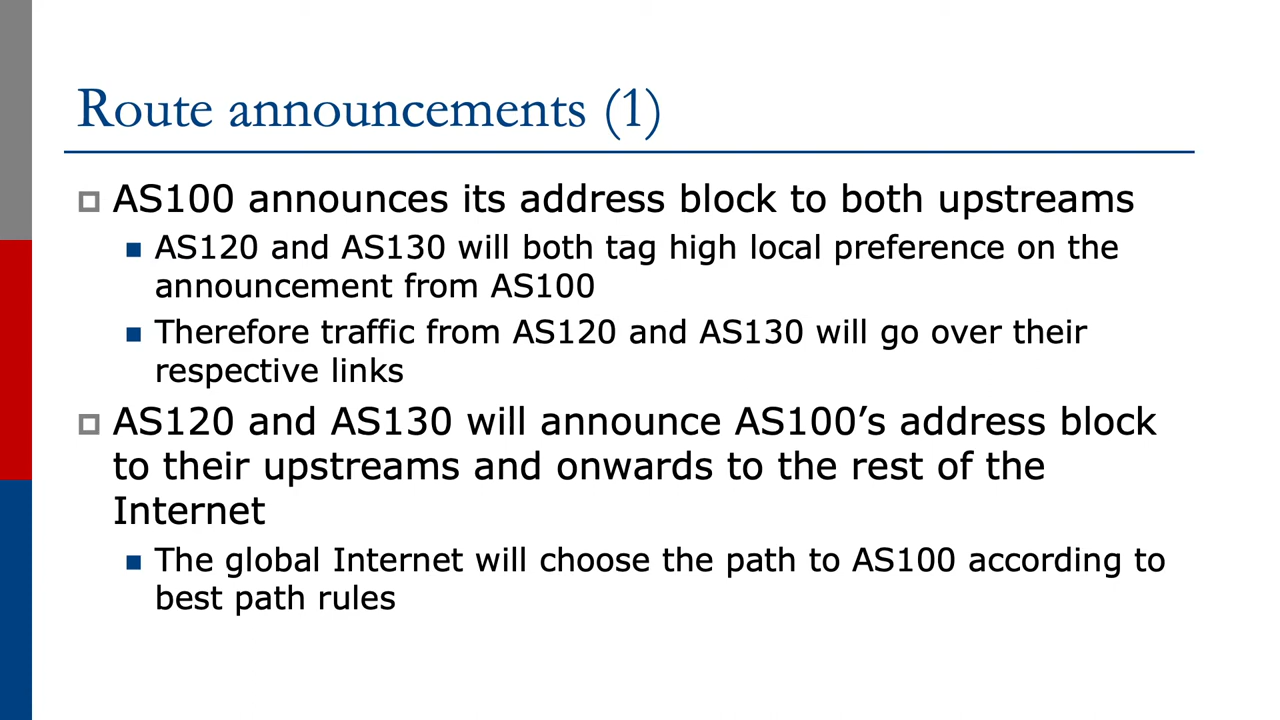 Route announcements (1)
AS100 announces its address block to both upstreams
AS120 and AS130 will both tag high local preference on the
announcement from AS100
Therefore traffic from AS120 and AS130 will go over their
respective links
AS120 and AS130 will announce AS100’s address block
to their upstreams and onwards to the rest of the
Internet
The global Internet will choose the path to AS100 according to
best path rules